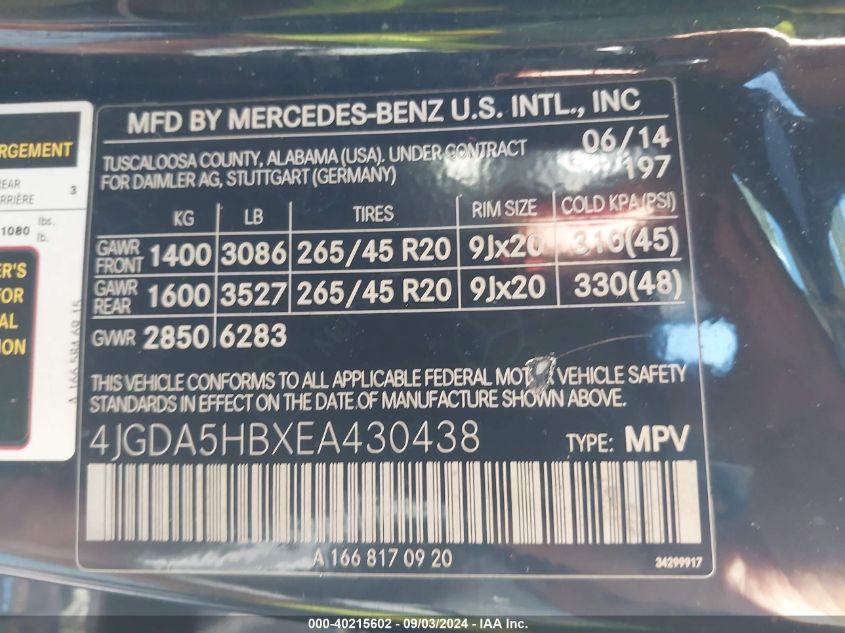 MFD BY MERCEDES-BENZ U.S. INTL., INC
TUSCALOOSA COUNTY, ALABAMA (USA). UNDER CONTRACT 06/14
FOR DAIMLER AG, STUTTGART (GERMANY) 197
KG LB TIRES RIM SIZE COLD KPA (PSI)
GAWR FRONT 1400 3086 265/45 R20 9Jx20 310(45)
GAWR REAR 1600 3527 265/45 R20 9Jx20 330(48)
GVWR 2850 6283
THIS VEHICLE CONFORMS TO ALL APPLICABLE FEDERAL MOTOR VEHICLE SAFETY
STANDARDS IN EFFECT ON THE DATE OF MANUFACTURE SHOWN ABOVE.
4JGDA5HBXEA430438 TYPE: MPV
A 166 817 09 20 34299917
RGEMENT
EAR 3
RRIÈRE
1080 lbs.
lb.
ER'S
FOR
AL
ION
A 166 584 69 15
000-40215602 - 09/03/2024 - IAA Inc.